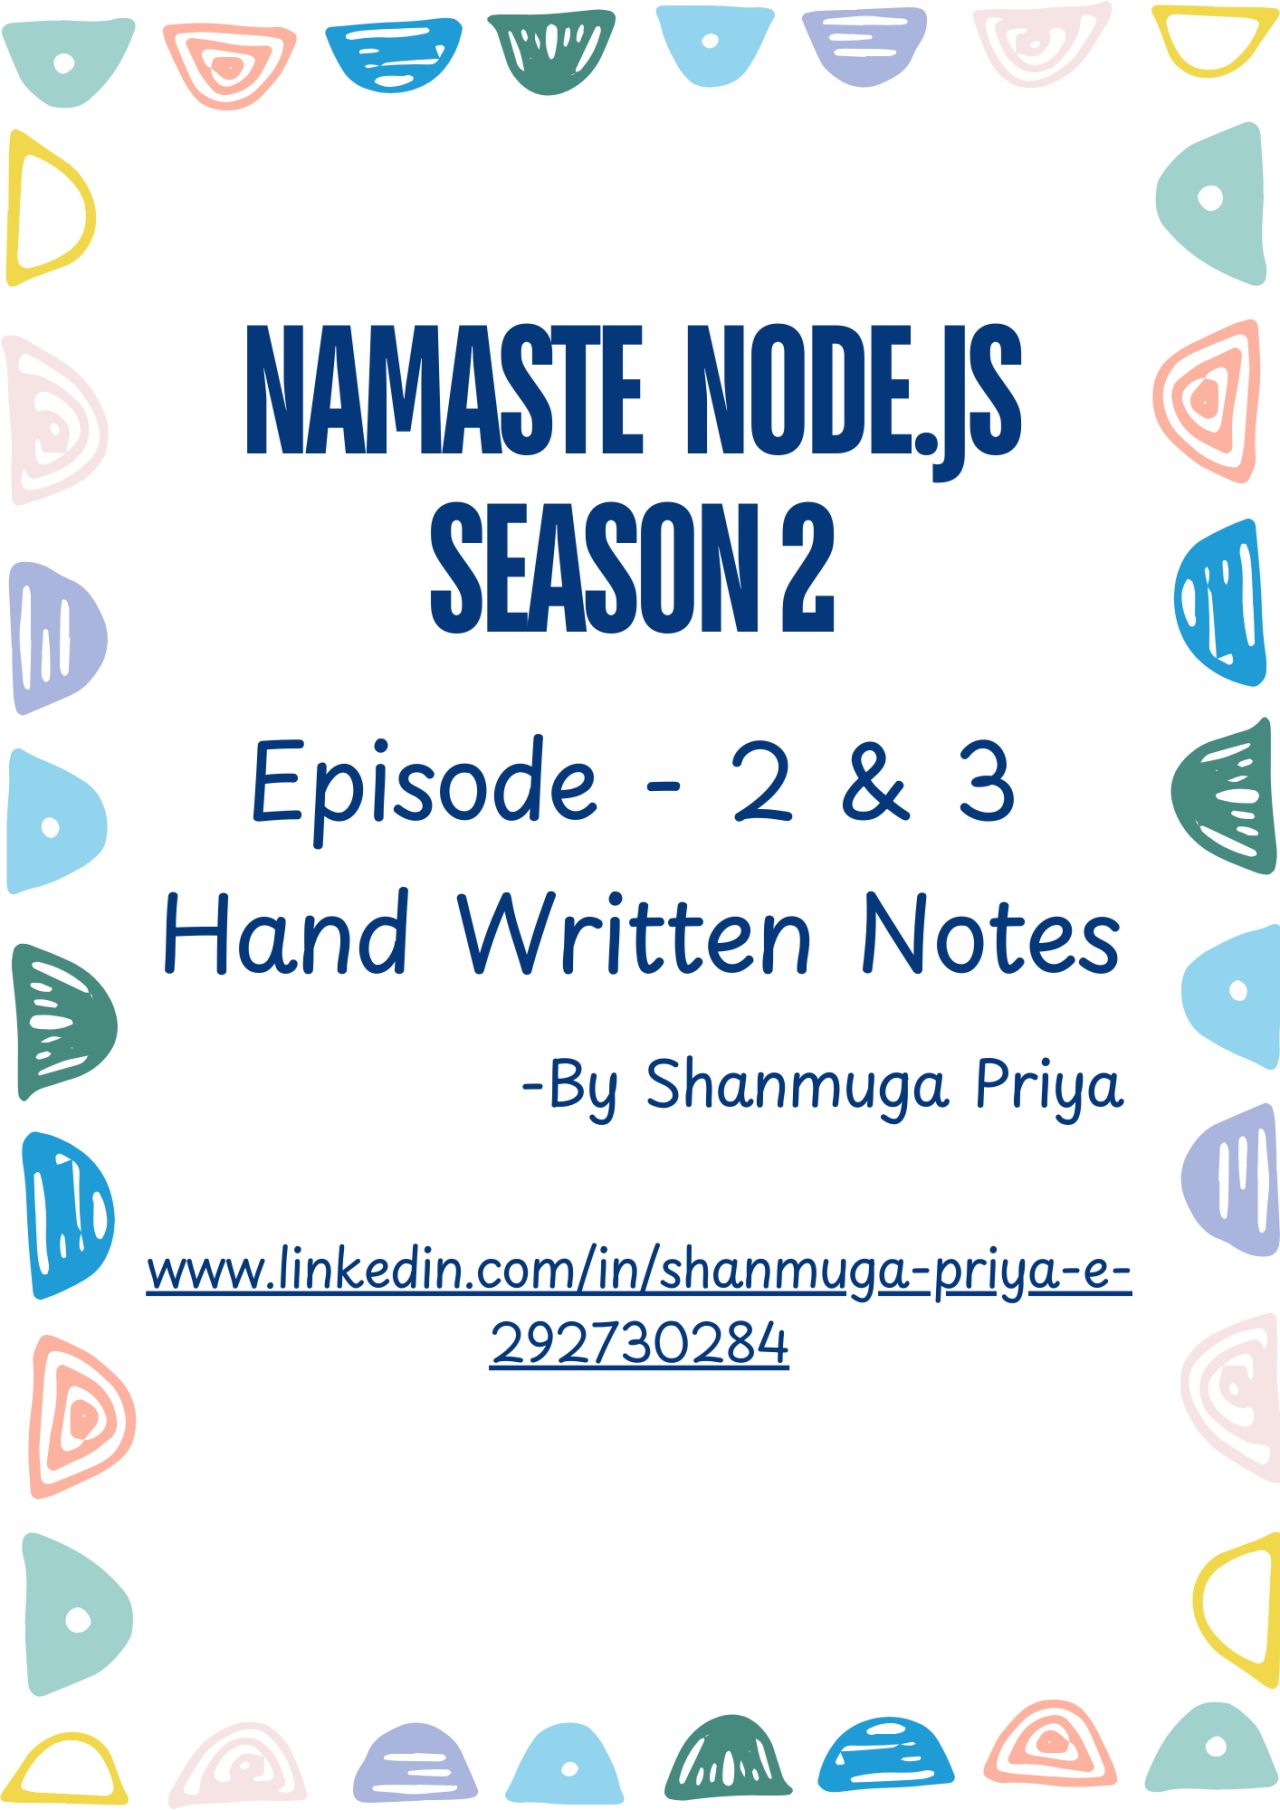 NAMASTE NODE.JS
SEASON 2
Episode - 2 & 3
Hand Written Notes
-By Shanmuga Priya
www.linkedin.com/in/shanmuga-priya-e-
292730284